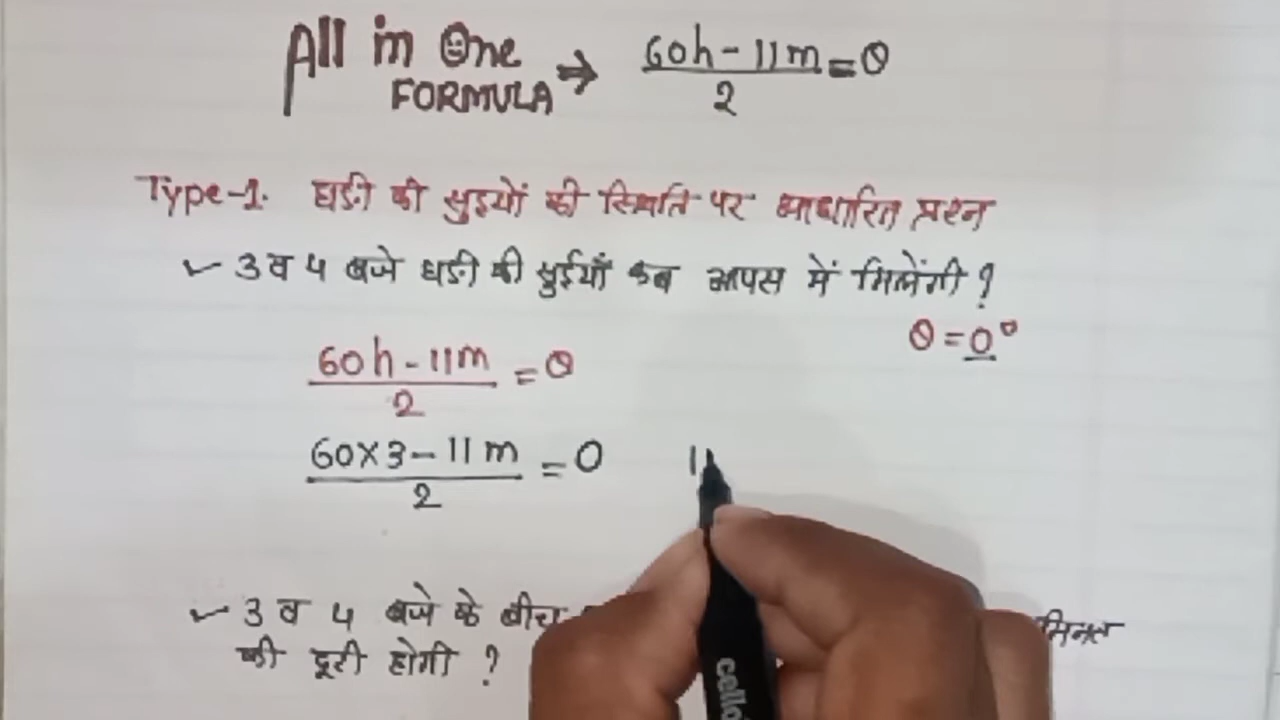 All in One
FORMULA ⇒ 60h - 11m / 2 = θ
Type-1. घड़ी की सुइयों की स्थिति पर आधारित प्रश्न
✓ 3 व 4 बजे घड़ी की सुईयाँ कब आपस में मिलेंगी ?
θ = 0°
60h - 11m / 2 = θ
60×3 - 11m / 2 = 0
✓ 3 व 4 बजे के बीच
की दूरी होगी ?
cello